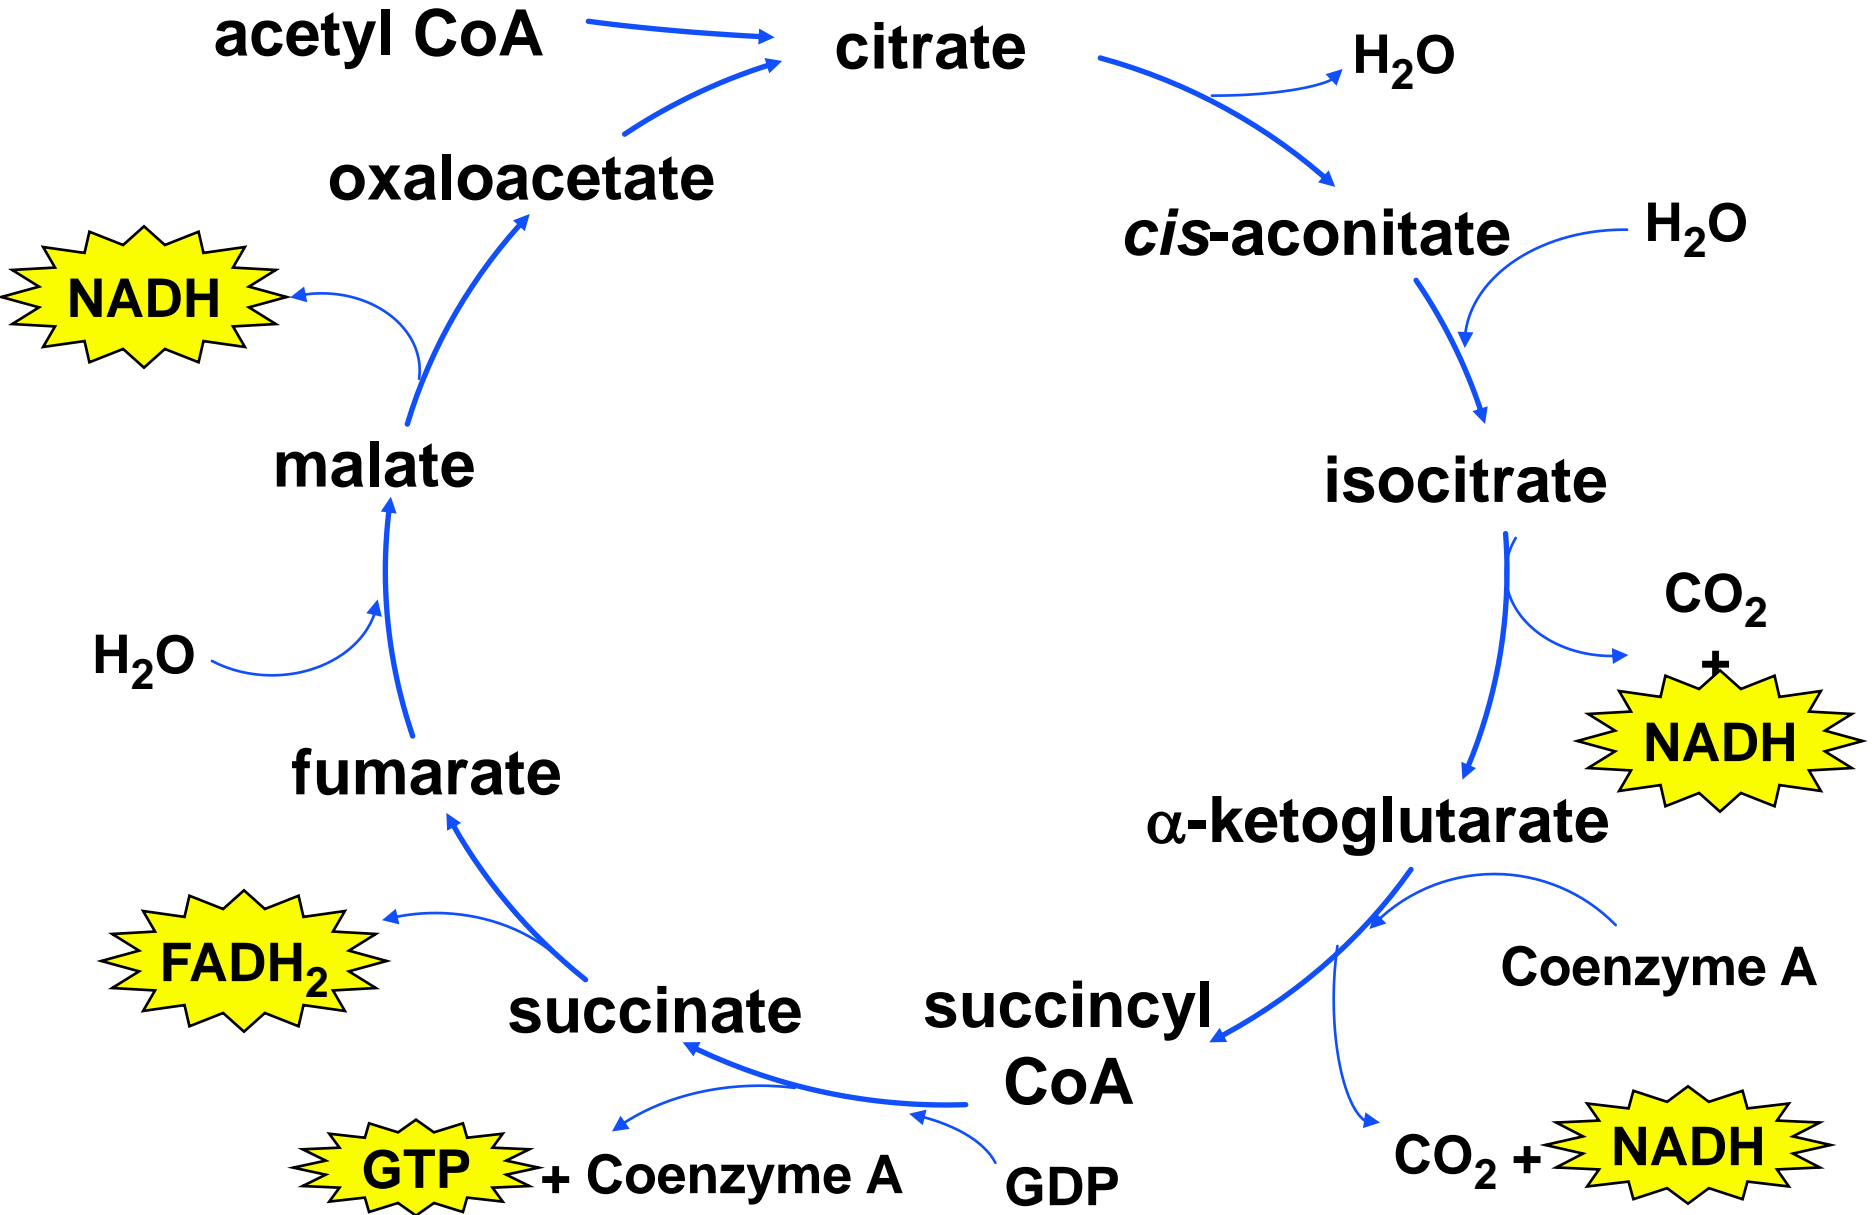 acetyl CoA
citrate
H₂O
oxaloacetate
cis-aconitate
H₂O
NADH
malate
isocitrate
CO₂
+
NADH
H₂O
fumarate
α-ketoglutarate
FADH₂
Coenzyme A
succinate
succincyl
CoA
GTP + Coenzyme A
GDP
CO₂ + NADH